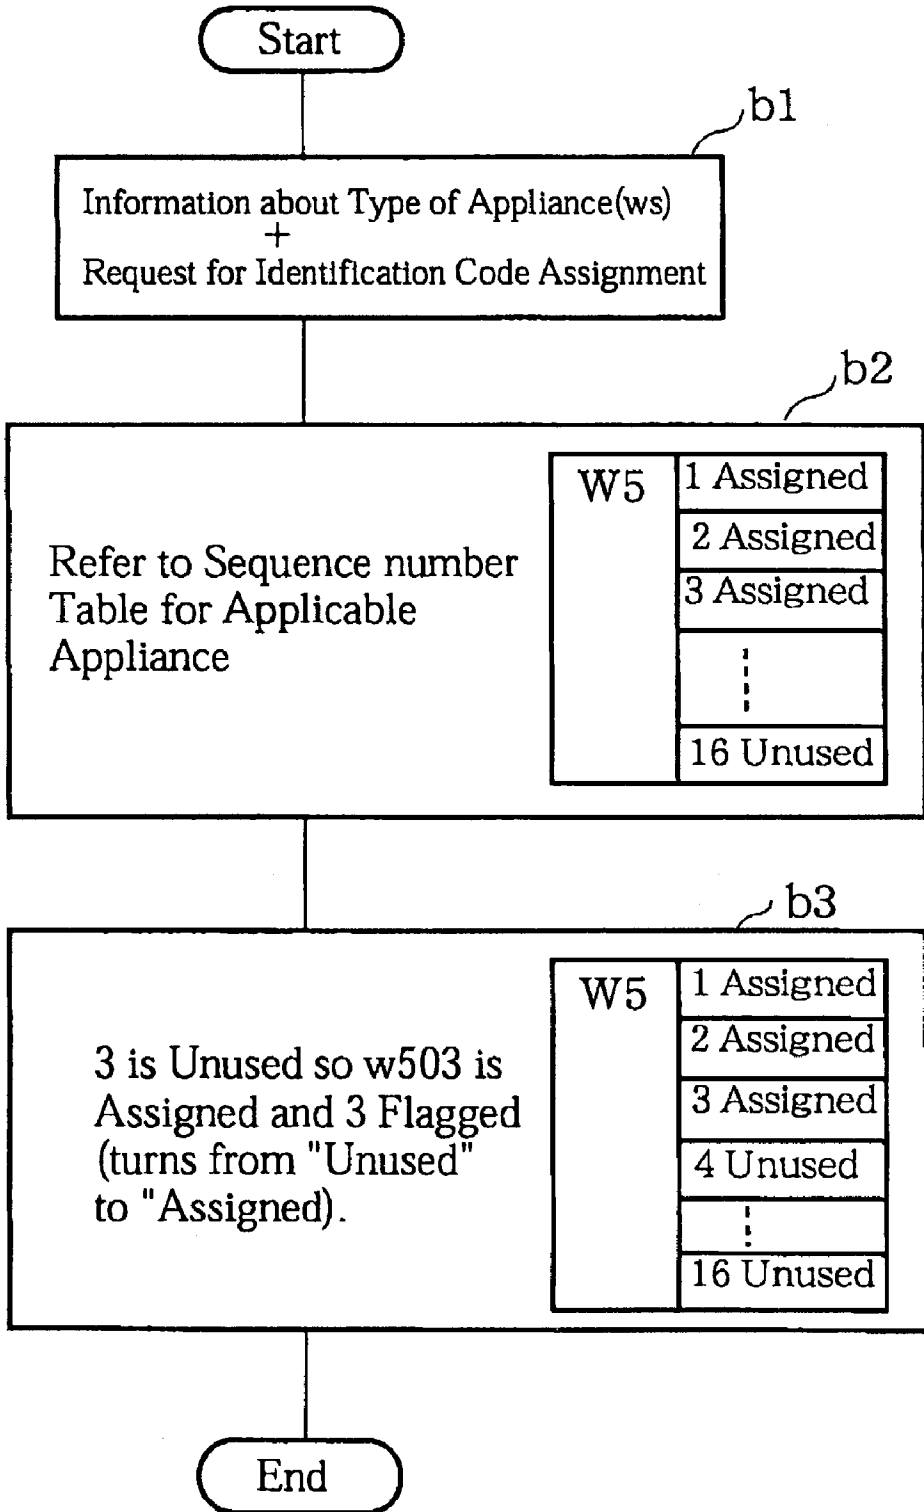 Start
b1
Information about Type of Appliance(ws)
+
Request for Identification Code Assignment
b2
Refer to Sequence number
Table for Applicable
Appliance
W5
1 Assigned
2 Assigned
3 Assigned
16 Unused
b3
3 is Unused so w503 is
Assigned and 3 Flagged
(turns from "Unused"
to "Assigned).
W5
1 Assigned
2 Assigned
3 Assigned
4 Unused
16 Unused
End